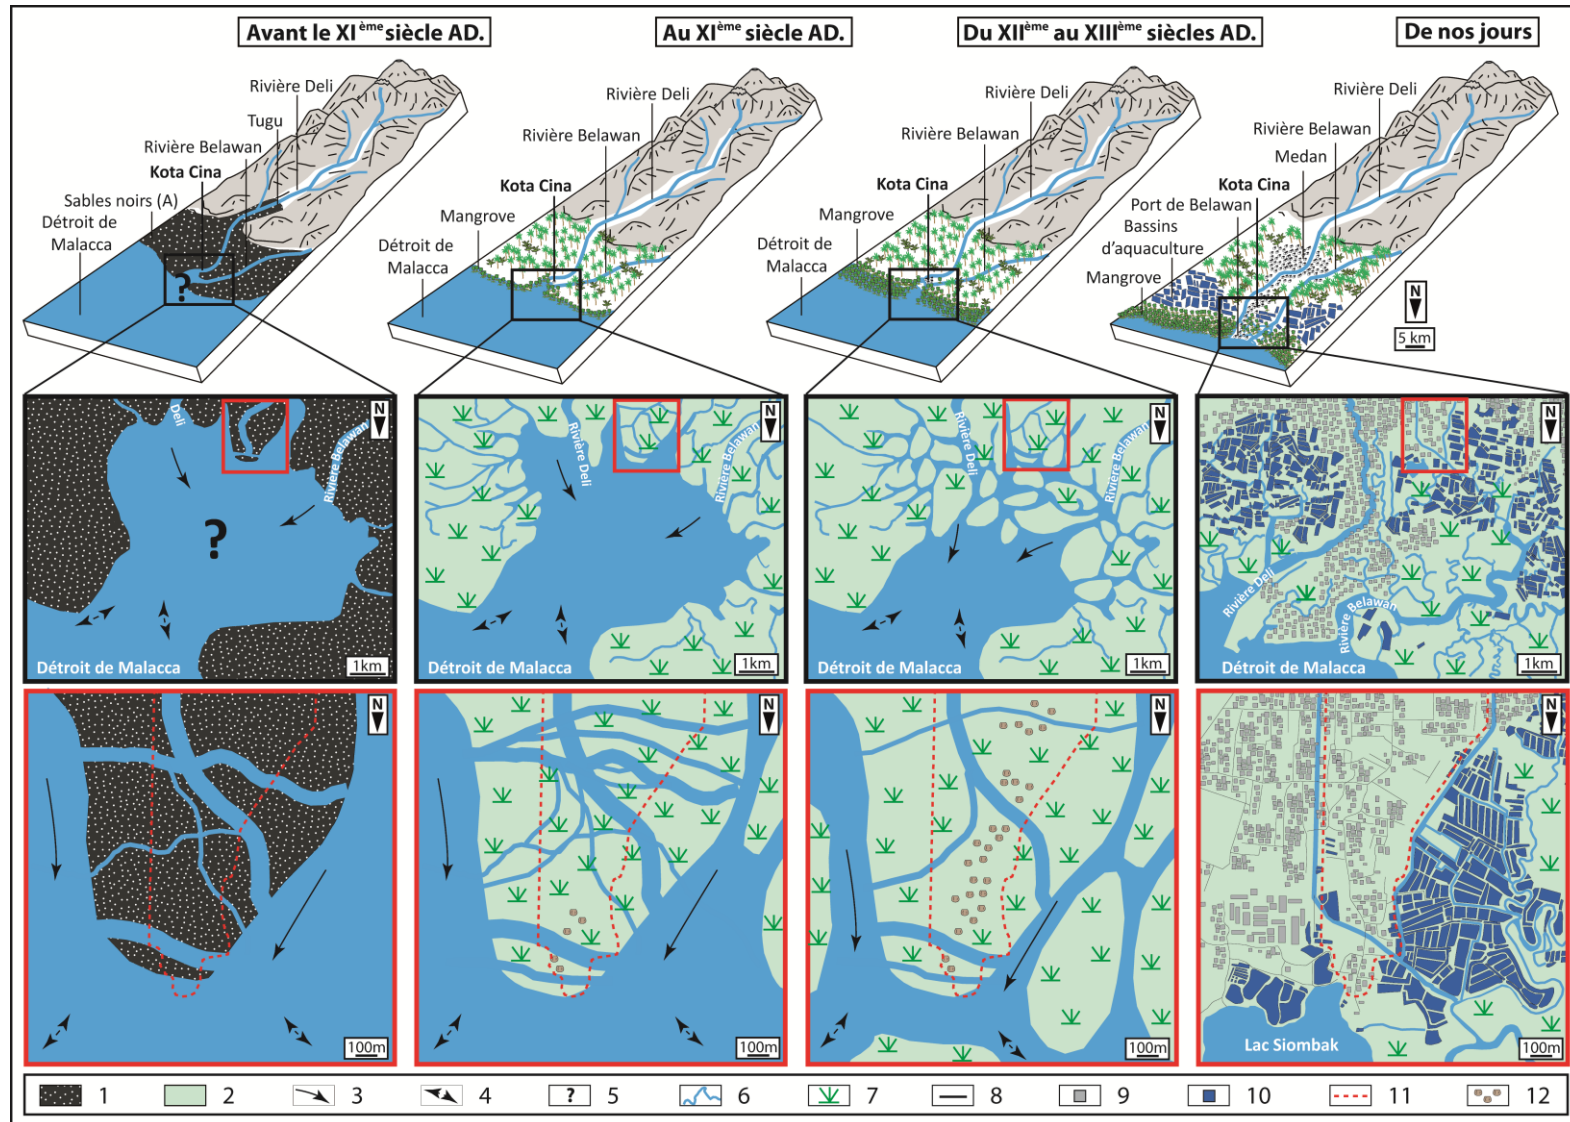 Avant le XIème siècle AD.
Au XIème siècle AD.
Du XIIème au XIIIème siècles AD.
De nos jours
Rivière Deli
Tugu
Rivière Belawan
Kota Cina
Sables noirs (A)
Détroit de
Malacca
?
Rivière Deli
Rivière Belawan
Kota Cina
Mangrove
Détroit de
Malacca
Rivière Deli
Rivière Belawan
Kota Cina
Mangrove
Détroit de
Malacca
Rivière Deli
Rivière Belawan
Medan
Kota Cina
Port de Belawan
Bassins
d'aquaculture
Mangrove
N
5 km
Deli
N
Rivière Belawan
?
Détroit de Malacca
1km
Rivière Deli
N
Rivière Belawan
Détroit de Malacca
1km
Rivière Deli
N
Rivière Belawan
Détroit de Malacca
1km
N
Rivière Deli
Rivière Belawan
Détroit de Malacca
1km
N
100m
N
100m
N
100m
N
Lac Siombak
100m
1 2 3 4 ? 5 6 7 8 9 10 11 12